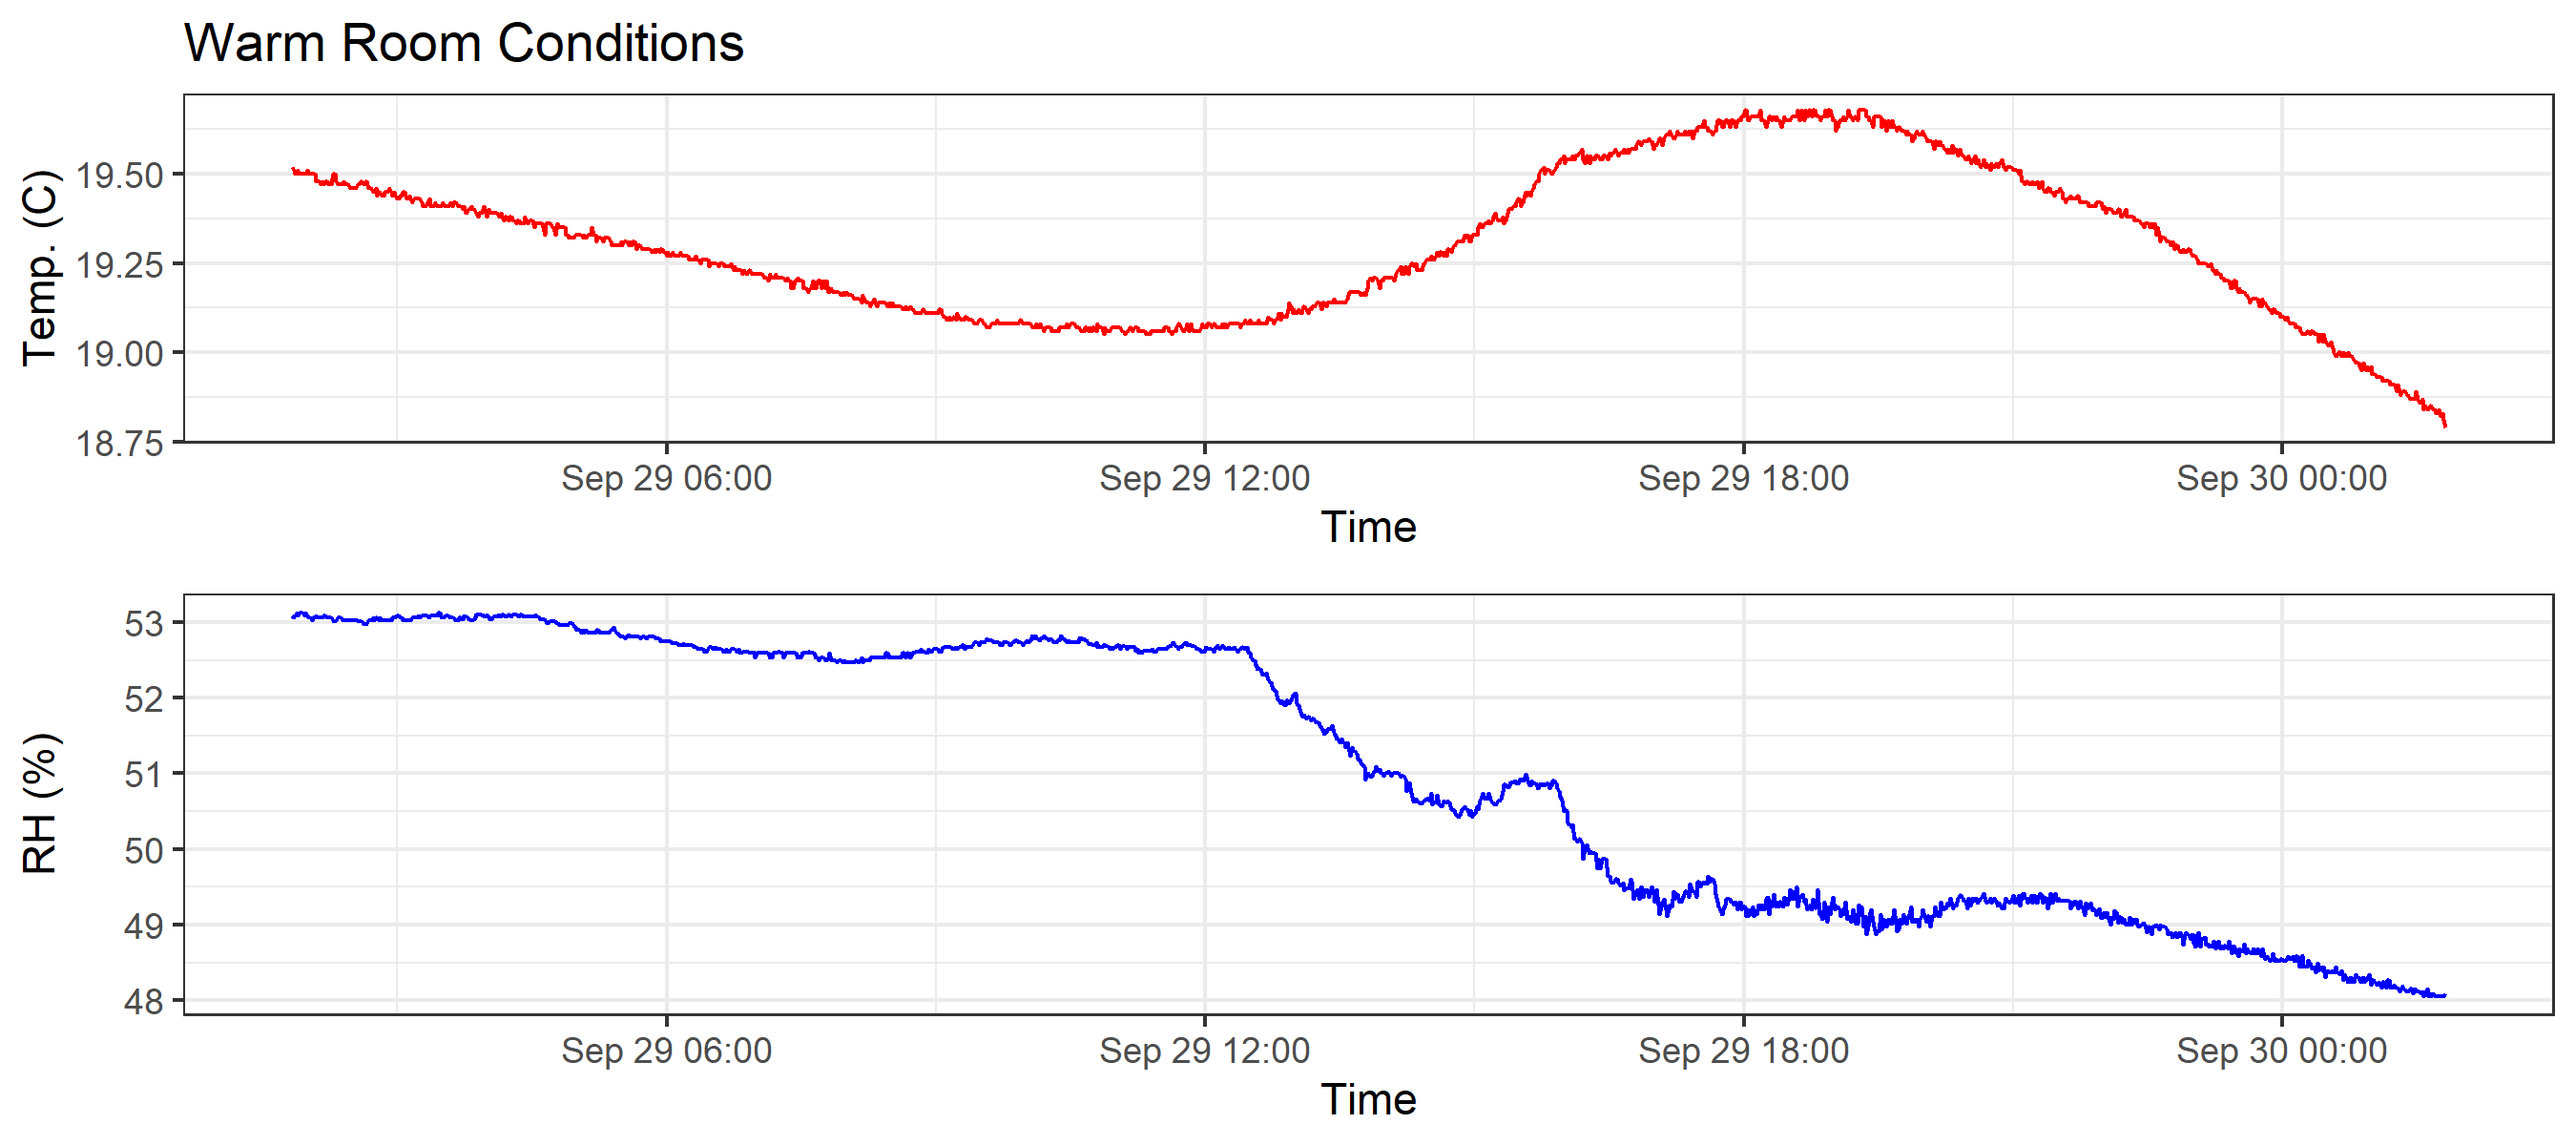 Warm Room Conditions
Temp. (C)
19.50
19.25
19.00
18.75
Sep 29 06:00 Sep 29 12:00 Sep 29 18:00 Sep 30 00:00
Time
RH (%)
53
52
51
50
49
48
Sep 29 06:00 Sep 29 12:00 Sep 29 18:00 Sep 30 00:00
Time